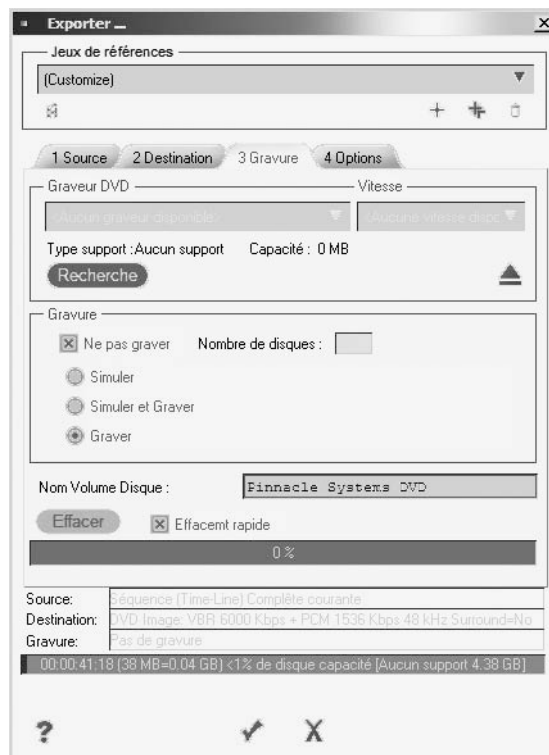 Exporter
Jeux de références
(Customize)
1 Source 2 Destination 3 Gravure 4 Options
Graveur DVD Vitesse
<Aucun graveur disponible> <Aucune vitesse disp
Type support :Aucun support Capacité : 0 MB
Recherche
Gravure
Ne pas graver Nombre de disques :
Simuler
Simuler et Graver
Graver
Nom Volume Disque : Pinnacle Systems DVD
Effacer Effacemt rapide
0 %
Source: Séquence (Time-Line) Complète courante
Destination: DVD Image: VBR 6000 Kbps + PCM 1536 Kbps 48 kHz Surround=No
Gravure: Pas de gravure
00:00:41:18 (38 MB=0.04 GB) <1% de disque capacité [Aucun support 4.38 GB]
?